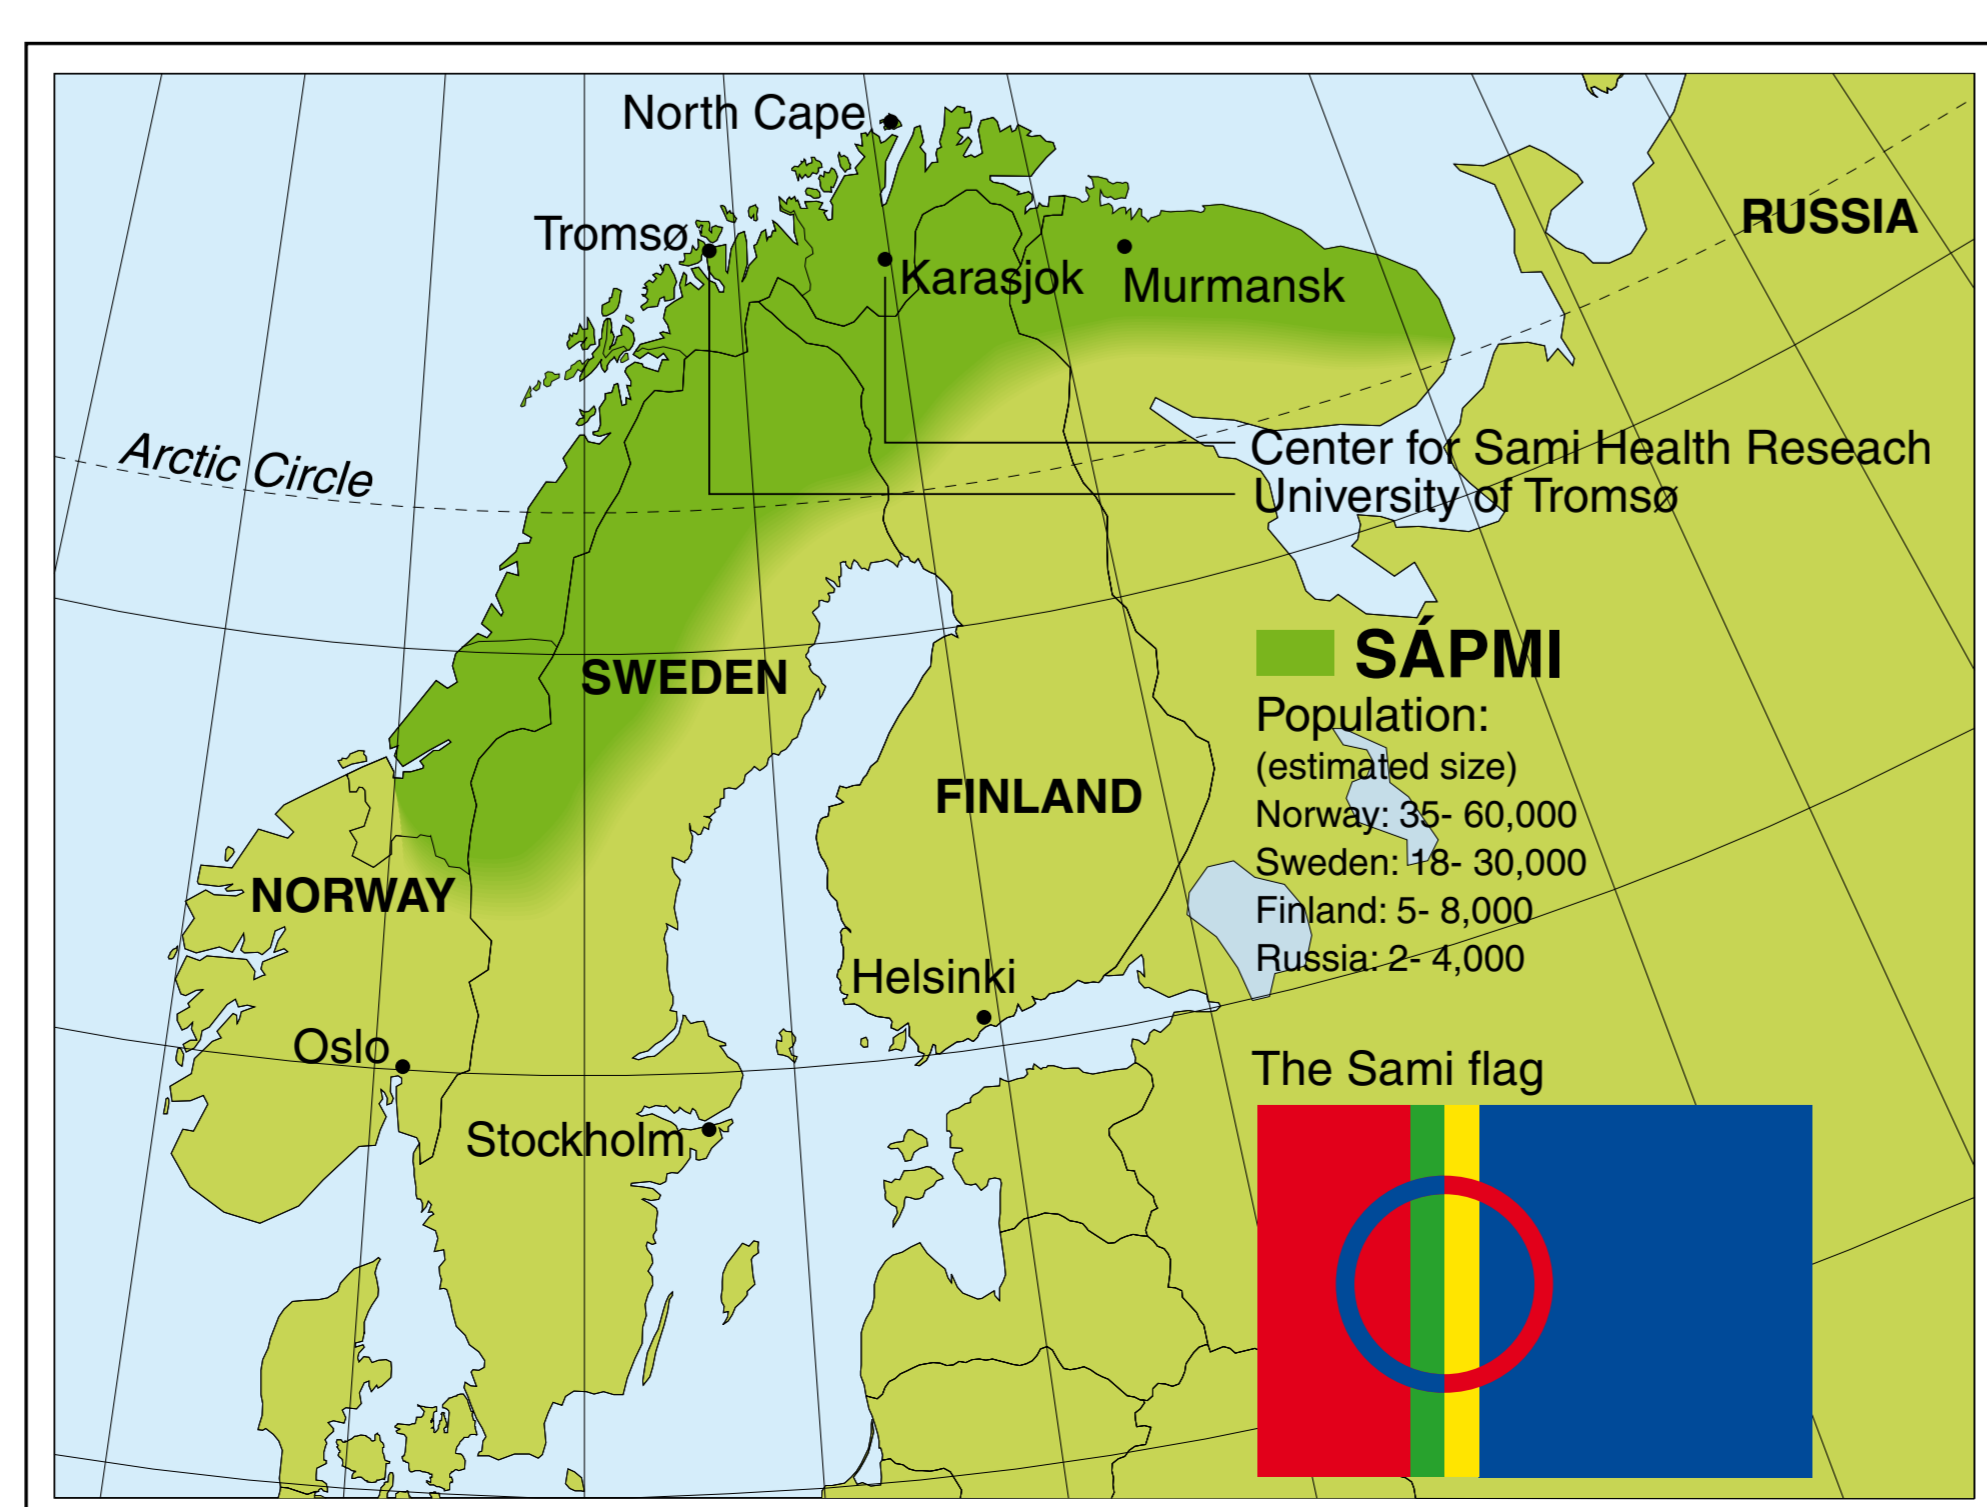 North Cape
RUSSIA
Tromsø
Karasjok
Murmansk
Arctic Circle
Center for Sami Health Reseach
University of Tromsø
SÁPMI
SWEDEN
Population:
(estimated size)
FINLAND
Norway: 35- 60,000
Sweden: 18- 30,000
NORWAY
Finland: 5- 8,000
Russia: 2- 4,000
Helsinki
Oslo
The Sami flag
Stockholm